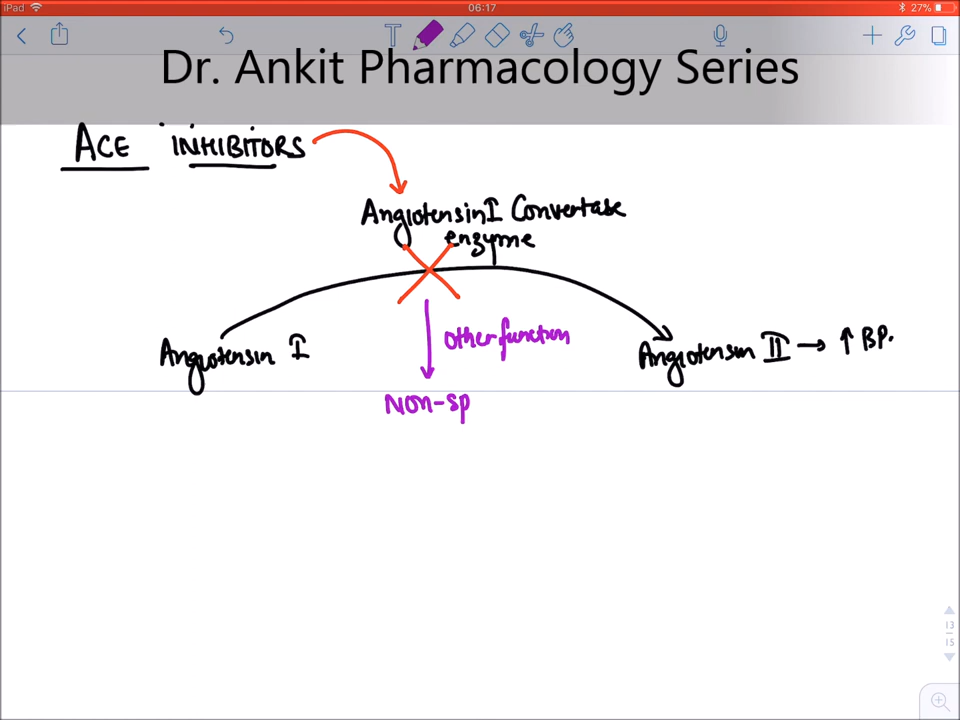 iPad 06:17 27%
T
Dr. Ankit Pharmacology Series
ACE INHIBITORS
Angiotensin I Convertase
enzyme
Other function
Angiotensin I
Angiotensin II → ↑ BP.
Non-sp
13
15